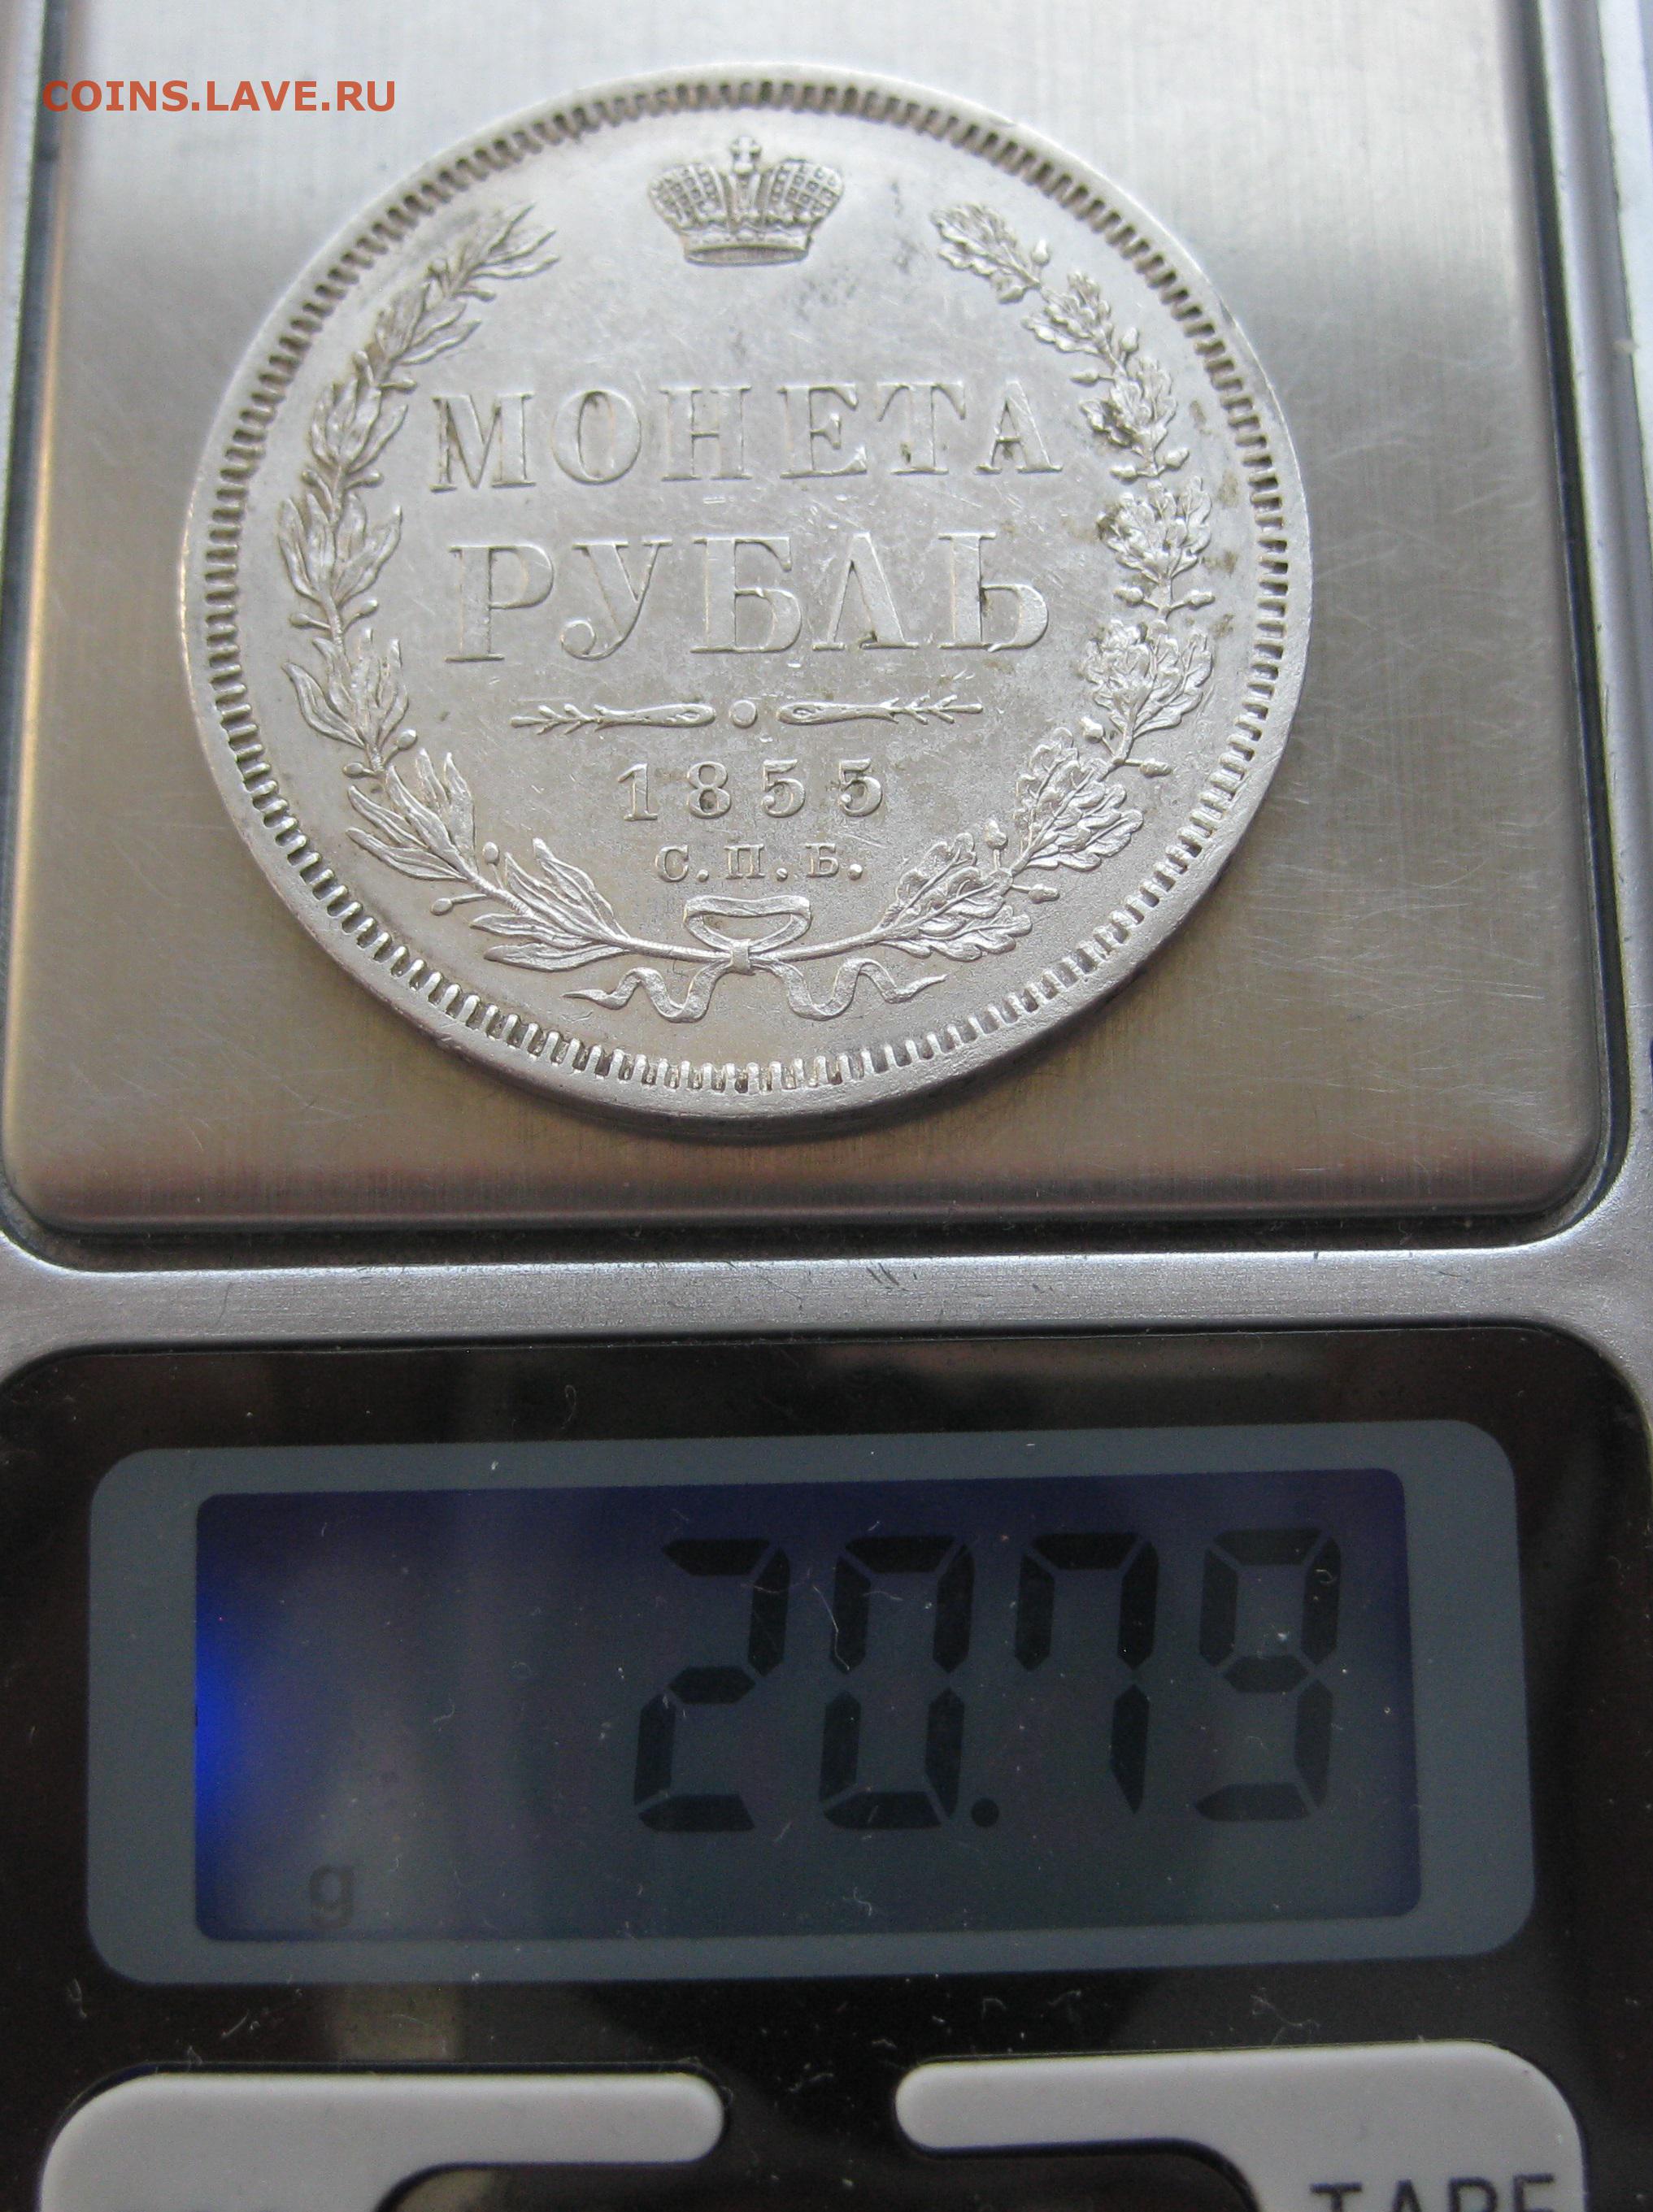 COINS.LAVE.RU
МОНЕТА
РУБЛЬ
1855
С.П.Б.
20.79
g
TARE